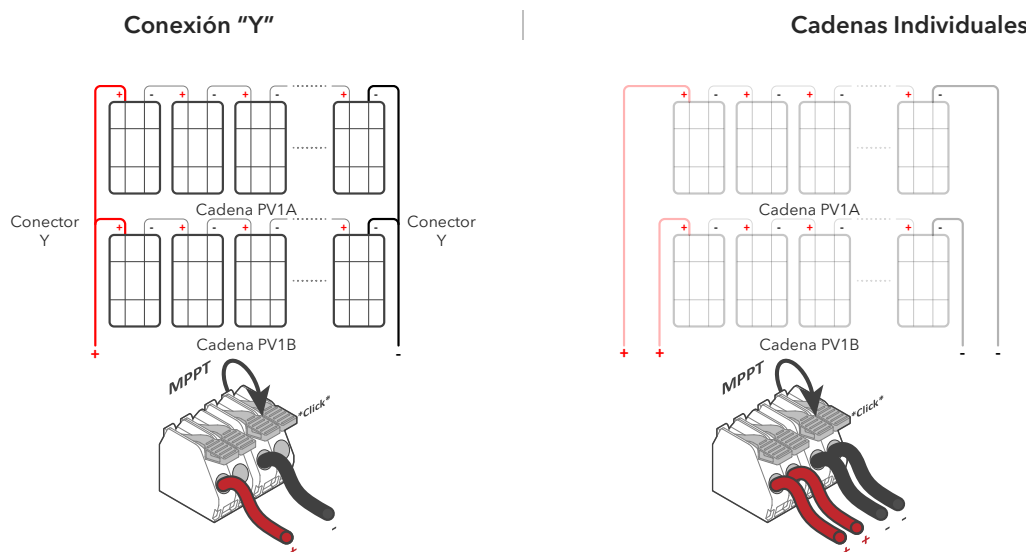 Conexión "Y"
Cadenas Individuales
+ - + - + - + -
Cadena PV1A
Conector
Y
Conector
Y
+ - + - + - + -
Cadena PV1B
+ -
MPPT
*Click*
+ -
+ - + - + - + -
Cadena PV1A
+ - + - + - + -
Cadena PV1B
+ + - -
MPPT
*Click*
+ + - -